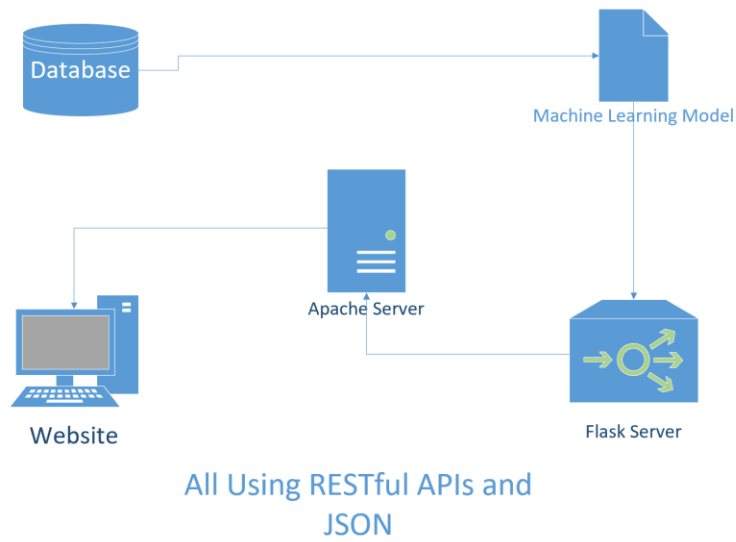 Database
Machine Learning Model
Apache Server
Website
Flask Server
All Using RESTful APIs and
JSON